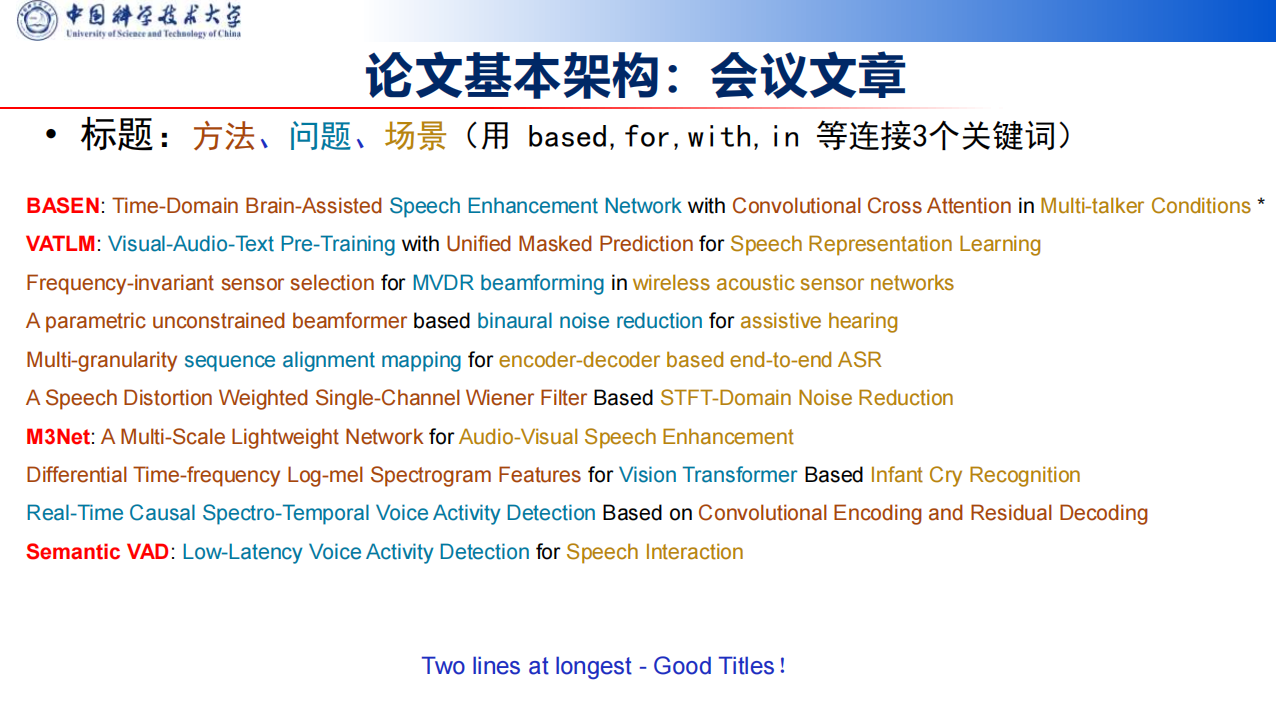 中国科学技术大学
University of Science and Technology of China
论文基本架构：会议文章
• 标题：方法、问题、场景（用 based,for,with,in 等连接3个关键词）
BASEN: Time-Domain Brain-Assisted Speech Enhancement Network with Convolutional Cross Attention in Multi-talker Conditions *
VATLM: Visual-Audio-Text Pre-Training with Unified Masked Prediction for Speech Representation Learning
Frequency-invariant sensor selection for MVDR beamforming in wireless acoustic sensor networks
A parametric unconstrained beamformer based binaural noise reduction for assistive hearing
Multi-granularity sequence alignment mapping for encoder-decoder based end-to-end ASR
A Speech Distortion Weighted Single-Channel Wiener Filter Based STFT-Domain Noise Reduction
M3Net: A Multi-Scale Lightweight Network for Audio-Visual Speech Enhancement
Differential Time-frequency Log-mel Spectrogram Features for Vision Transformer Based Infant Cry Recognition
Real-Time Causal Spectro-Temporal Voice Activity Detection Based on Convolutional Encoding and Residual Decoding
Semantic VAD: Low-Latency Voice Activity Detection for Speech Interaction
Two lines at longest - Good Titles！